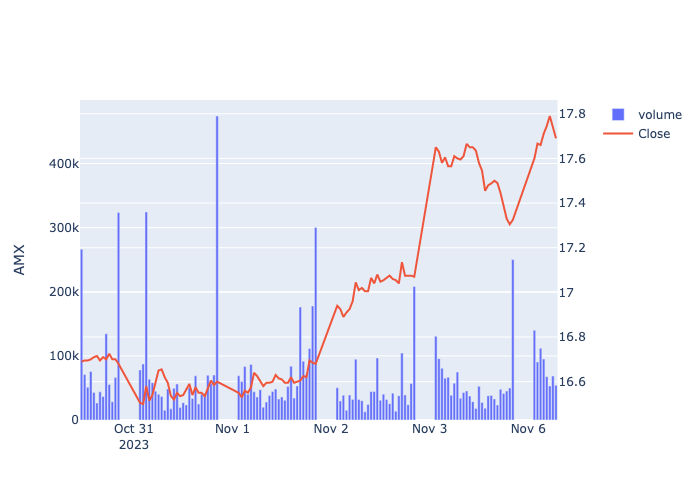 volume
Close
AMX
400k
300k
200k
100k
0
17.8
17.6
17.4
17.2
17
16.8
16.6
Oct 31
2023
Nov 1
Nov 2
Nov 3
Nov 6